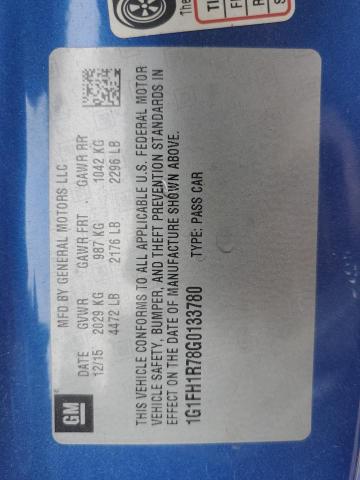 GM
MFD BY GENERAL MOTORS LLC
DATE GVWR GAWR FRT GAWR RR
12/15 2029 KG 987 KG 1042 KG
4472 LB 2176 LB 2296 LB
THIS VEHICLE CONFORMS TO ALL APPLICABLE U.S. FEDERAL MOTOR
VEHICLE SAFETY, BUMPER, AND THEFT PREVENTION STANDARDS IN
EFFECT ON THE DATE OF MANUFACTURE SHOWN ABOVE.
1G1FH1R78G0133780 TYPE: PASS CAR
The